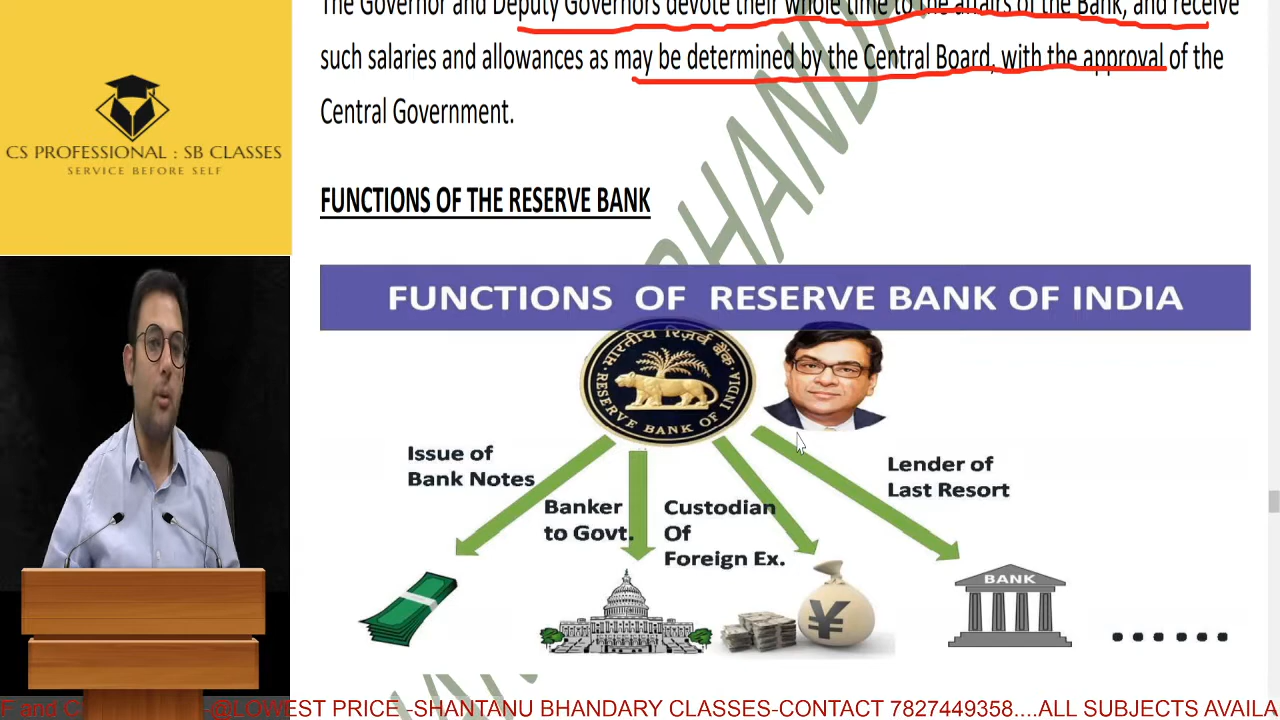 The Governor and Deputy Governors devote their whole time to the affairs of the Bank, and receive
such salaries and allowances as may be determined by the Central Board, with the approval of the
Central Government.
CS PROFESSIONAL : SB CLASSES
SERVICE BEFORE SELF
FUNCTIONS OF THE RESERVE BANK
FUNCTIONS OF RESERVE BANK OF INDIA
भारतीय रिज़र्व बैंक
RESERVE BANK OF INDIA
Issue of
Bank Notes
Banker
to Govt.
Custodian
Of
Foreign Ex.
Lender of
Last Resort
¥
BANK
......
BHANDA
F and C -@LOWEST PRICE -SHANTANU BHANDARY CLASSES-CONTACT 7827449358....ALL SUBJECTS AVAILA